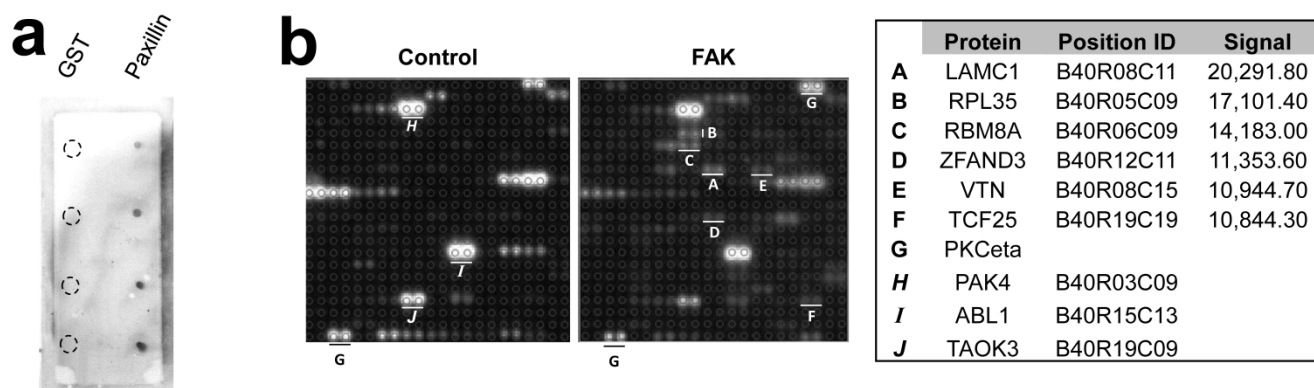 a
GST
Paxillin
b
Control
FAK
H
I
J
G
G
B
C
A
E
D
F
G
Protein Position ID Signal
A LAMC1 B40R08C11 20,291.80
B RPL35 B40R05C09 17,101.40
C RBM8A B40R06C09 14,183.00
D ZFAND3 B40R12C11 11,353.60
E VTN B40R08C15 10,944.70
F TCF25 B40R19C19 10,844.30
G PKCeta
H PAK4 B40R03C09
I ABL1 B40R15C13
J TAOK3 B40R19C09